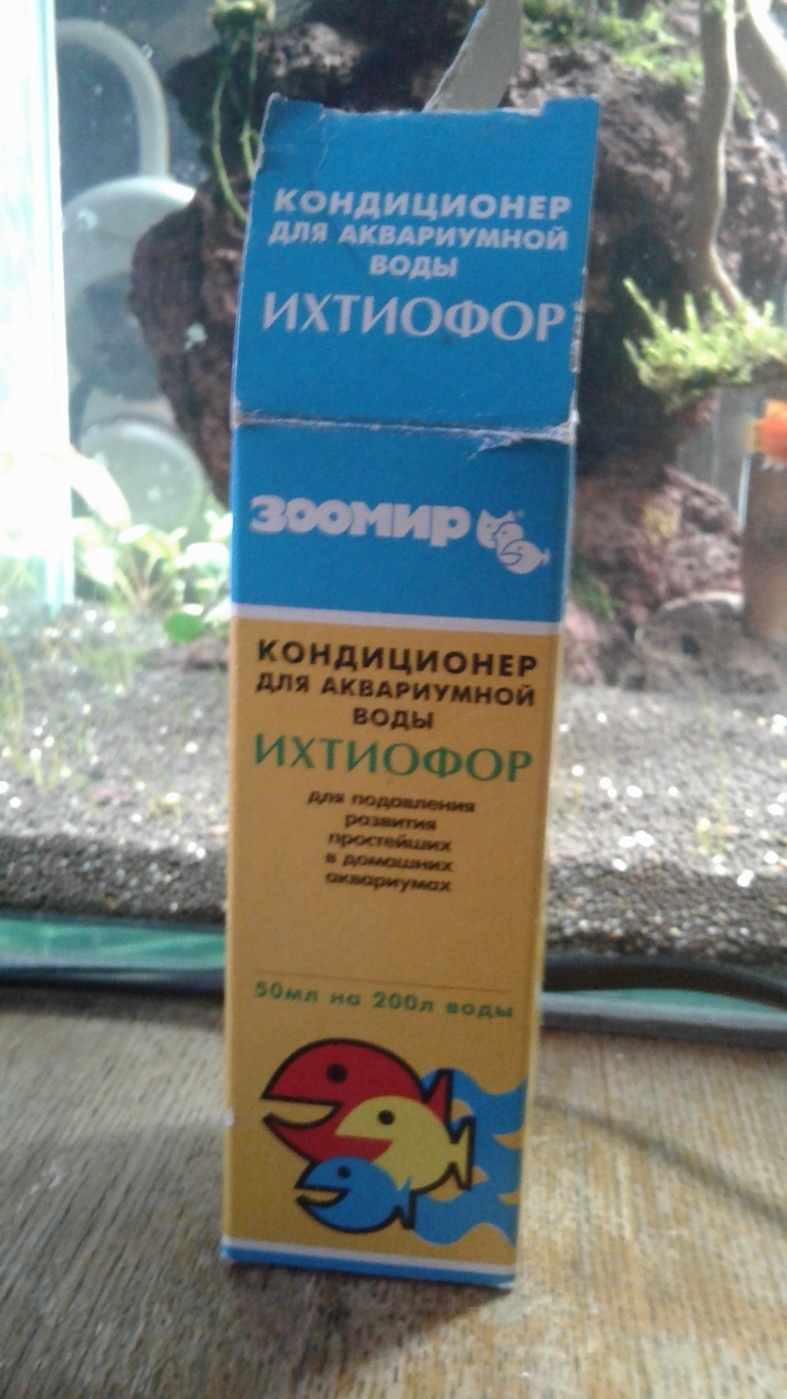 КОНДИЦИОНЕР
ДЛЯ АКВАРИУМНОЙ
ВОДЫ
ИХТИОФОР
ЗООМИР
КОНДИЦИОНЕР
ДЛЯ АКВАРИУМНОЙ
ВОДЫ
ИХТИОФОР
для подавления
развития
простейших
в домашних
аквариумах
50мл на 200л воды